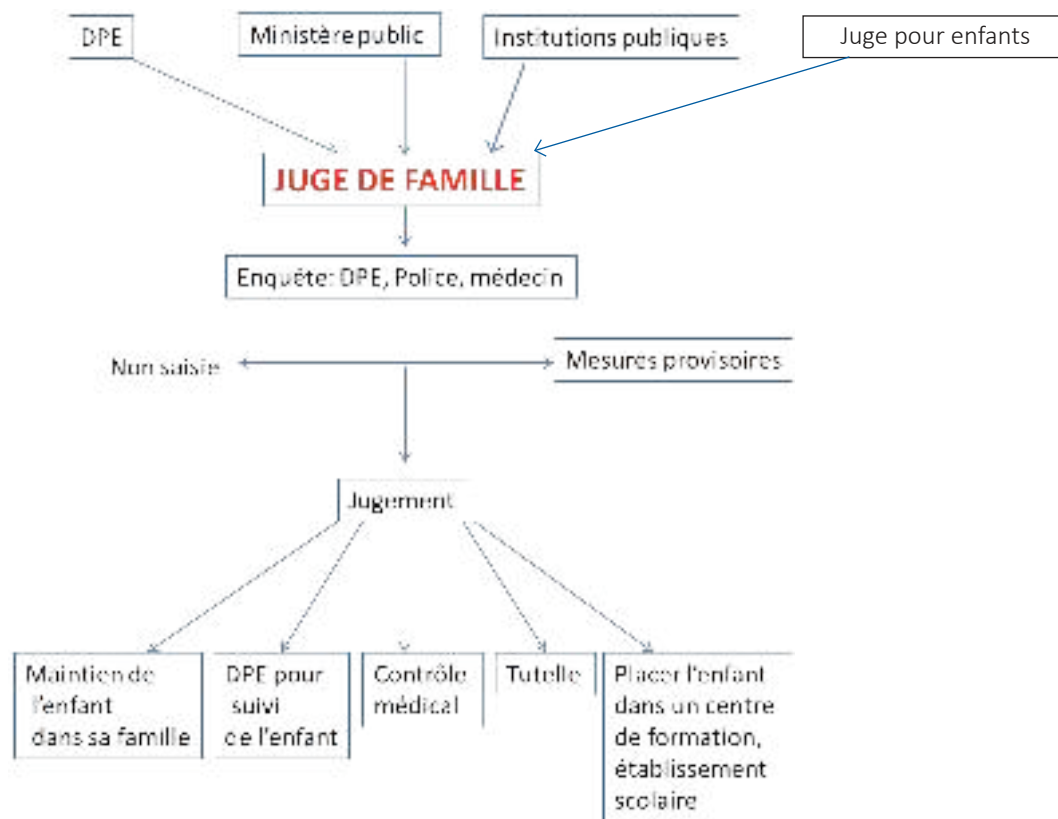 DPE
Ministère public
Institutions publiques
Juge pour enfants
JUGE DE FAMILLE
Enquête: DPE, Police, médecin
Non saisie
Mesures provisoires
Jugement
Maintien de
l'enfant
dans sa famille
DPE pour
suivi
de l'enfant
Contrôle
médical
Tutelle
Placer l'enfant
dans un centre
de formation,
établissement
scolaire